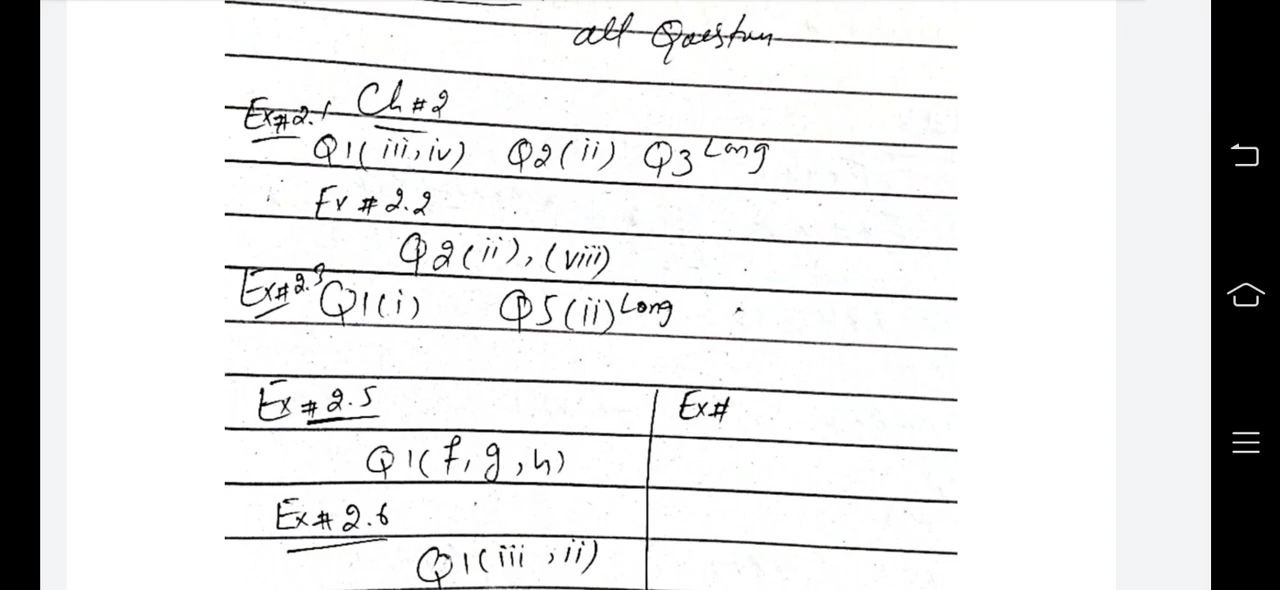 all Question
Ch # 2
Ex # 2.1
Q1 (iii, iv) Q2 (ii) Q3 Long
Ex # 2.2
Q2 (ii), (viii)
Ex # 2.3 Q1 (i) Q5 (ii) Long
Ex # 2.5
Q1 (f, g, h)
Ex # 2.6
Q1 (iii, ii)
Ex #